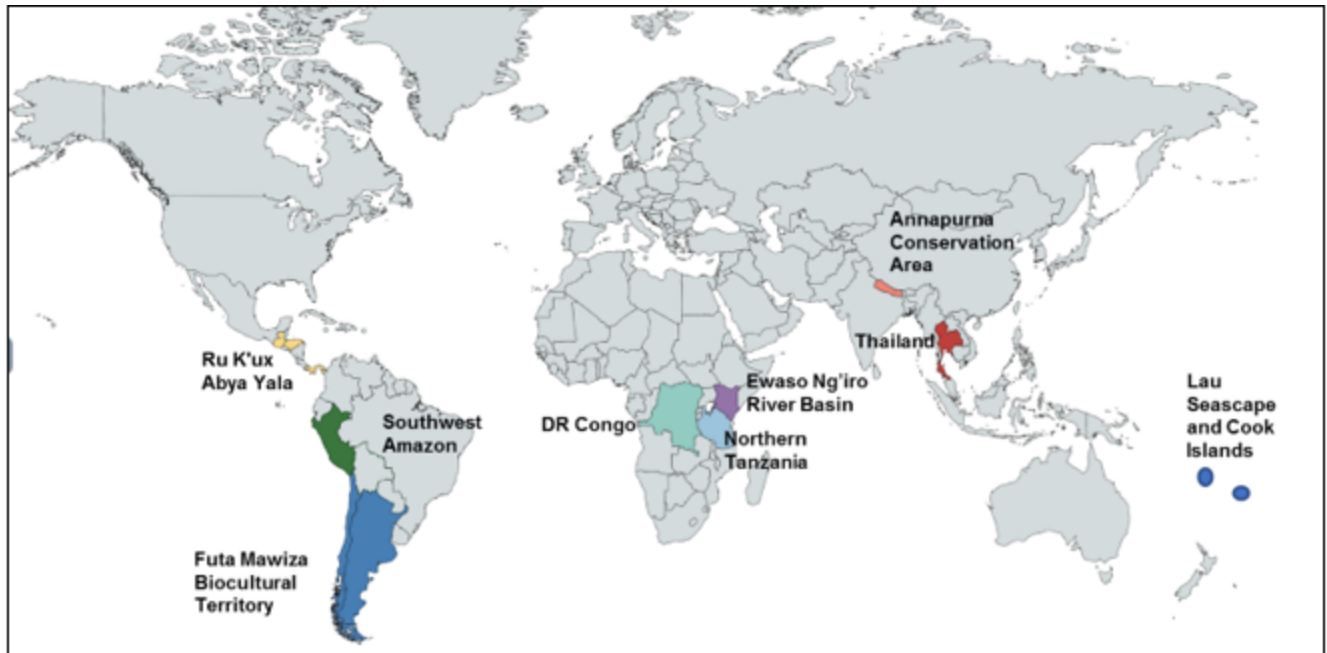 Annapurna
Conservation
Area
Thailand
Ru K'ux
Abya Yala
Ewaso Ng'iro
River Basin
Lau
Seascape
and Cook
Islands
Southwest
Amazon
DR Congo
Northern
Tanzania
Futa Mawiza
Biocultural
Territory